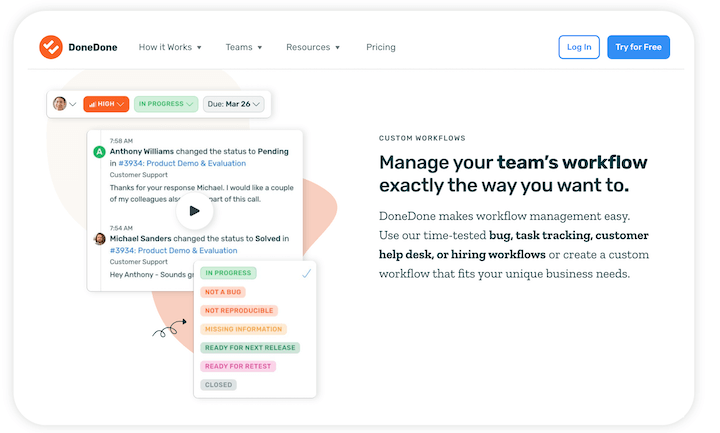 DoneDone
How it Works
Teams
Resources
Pricing
Log In
Try for Free
HIGH
IN PROGRESS
Due: Mar 26
7:58 AM
A
Anthony Williams changed the status to Pending
in #3934: Product Demo & Evaluation
Customer Support
Thanks for your response Michael. I would like a couple
of my colleagues part of this call.
7:54 AM
Michael Sanders changed the status to Solved in
#3934: Product Demo & Evaluation
Customer Support
Hey Anthony - Sounds
IN PROGRESS
NOT A BUG
NOT REPRODUCIBLE
MISSING INFORMATION
READY FOR NEXT RELEASE
READY FOR RETEST
CLOSED
CUSTOM WORKFLOWS
Manage your team's workflow
exactly the way you want to.
DoneDone makes workflow management easy.
Use our time-tested bug, task tracking, customer
help desk, or hiring workflows or create a custom
workflow that fits your unique business needs.